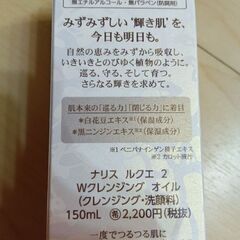 無エチルアルコール・無パラベン(防腐剤)
みずみずしい“輝き肌”を、
今日も明日も。
自然の恵みをみずから吸収し、
いきいきとのびゆく植物のように。
巡る、守る、そして育つ。
さらなる輝きを求めて。
肌本来の「巡る力」「閉じる力」に着目
*白花豆エキス※1(保湿成分)
*黒ニンジンエキス※2(保湿成分)
※1 ベニバナインゲン種子エキス
※2 カロット液汁
ナリス ルクエ 2
Wクレンジング オイル
(クレンジング・洗顔料)
150mL 希2,200円(税抜)
一度でつるつる肌に